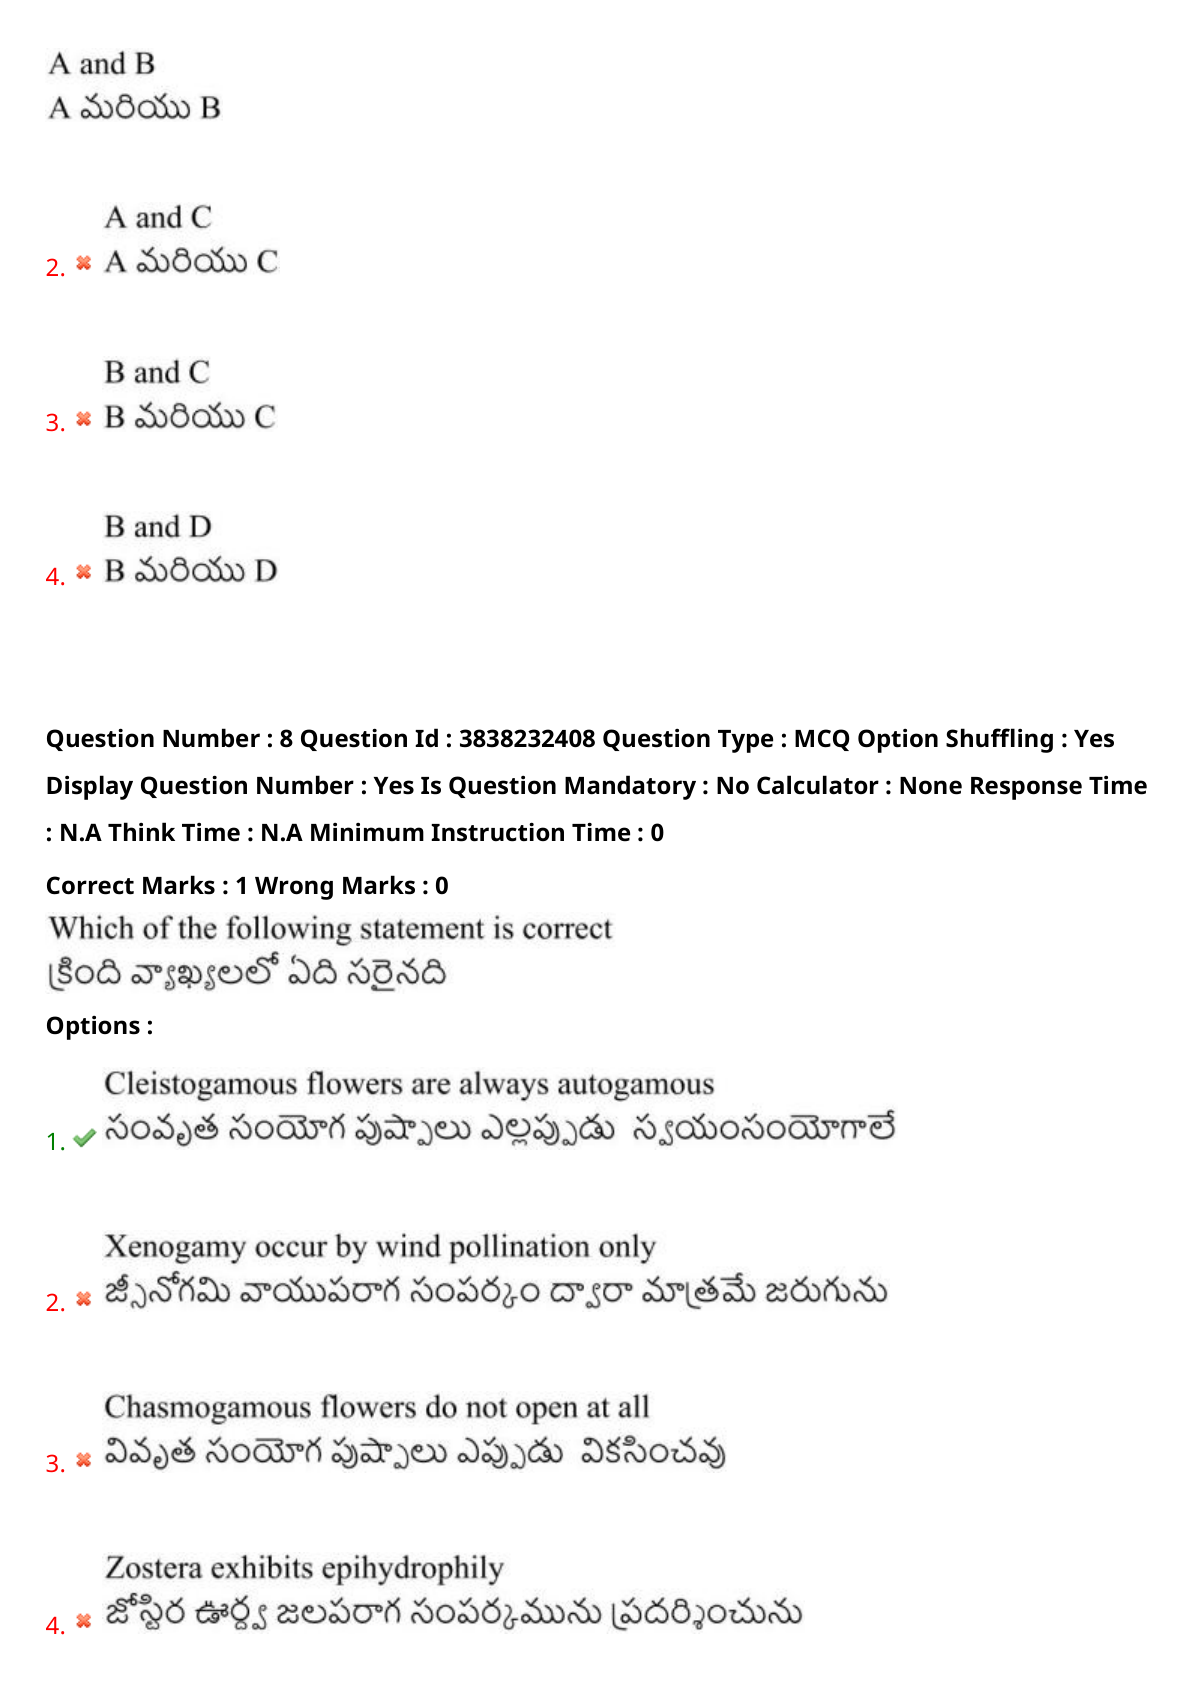 A and B
A మరియు B
A and C
2. A మరియు C
B and C
3. B మరియు C
B and D
4. B మరియు D
Question Number : 8 Question Id : 3838232408 Question Type : MCQ Option Shuffling : Yes
Display Question Number : Yes Is Question Mandatory : No Calculator : None Response Time
: N.A Think Time : N.A Minimum Instruction Time : 0
Correct Marks : 1 Wrong Marks : 0
Which of the following statement is correct
క్రింది వ్యాఖ్యలలో ఏది సరైనది
Options :
Cleistogamous flowers are always autogamous
1. సంవృత సంయోగ పుష్పాలు ఎల్లప్పుడు స్వయంసంయోగాలే
Xenogamy occur by wind pollination only
2. జ్సీనోగమి వాయుపరాగ సంపర్కం ద్వారా మాత్రమే జరుగును
Chasmogamous flowers do not open at all
3. వివృత సంయోగ పుష్పాలు ఎప్పుడు వికసించవు
Zostera exhibits epihydrophily
4. జోస్టిర ఊర్ధ్వ జలపరాగ సంపర్కమును ప్రదర్శించును